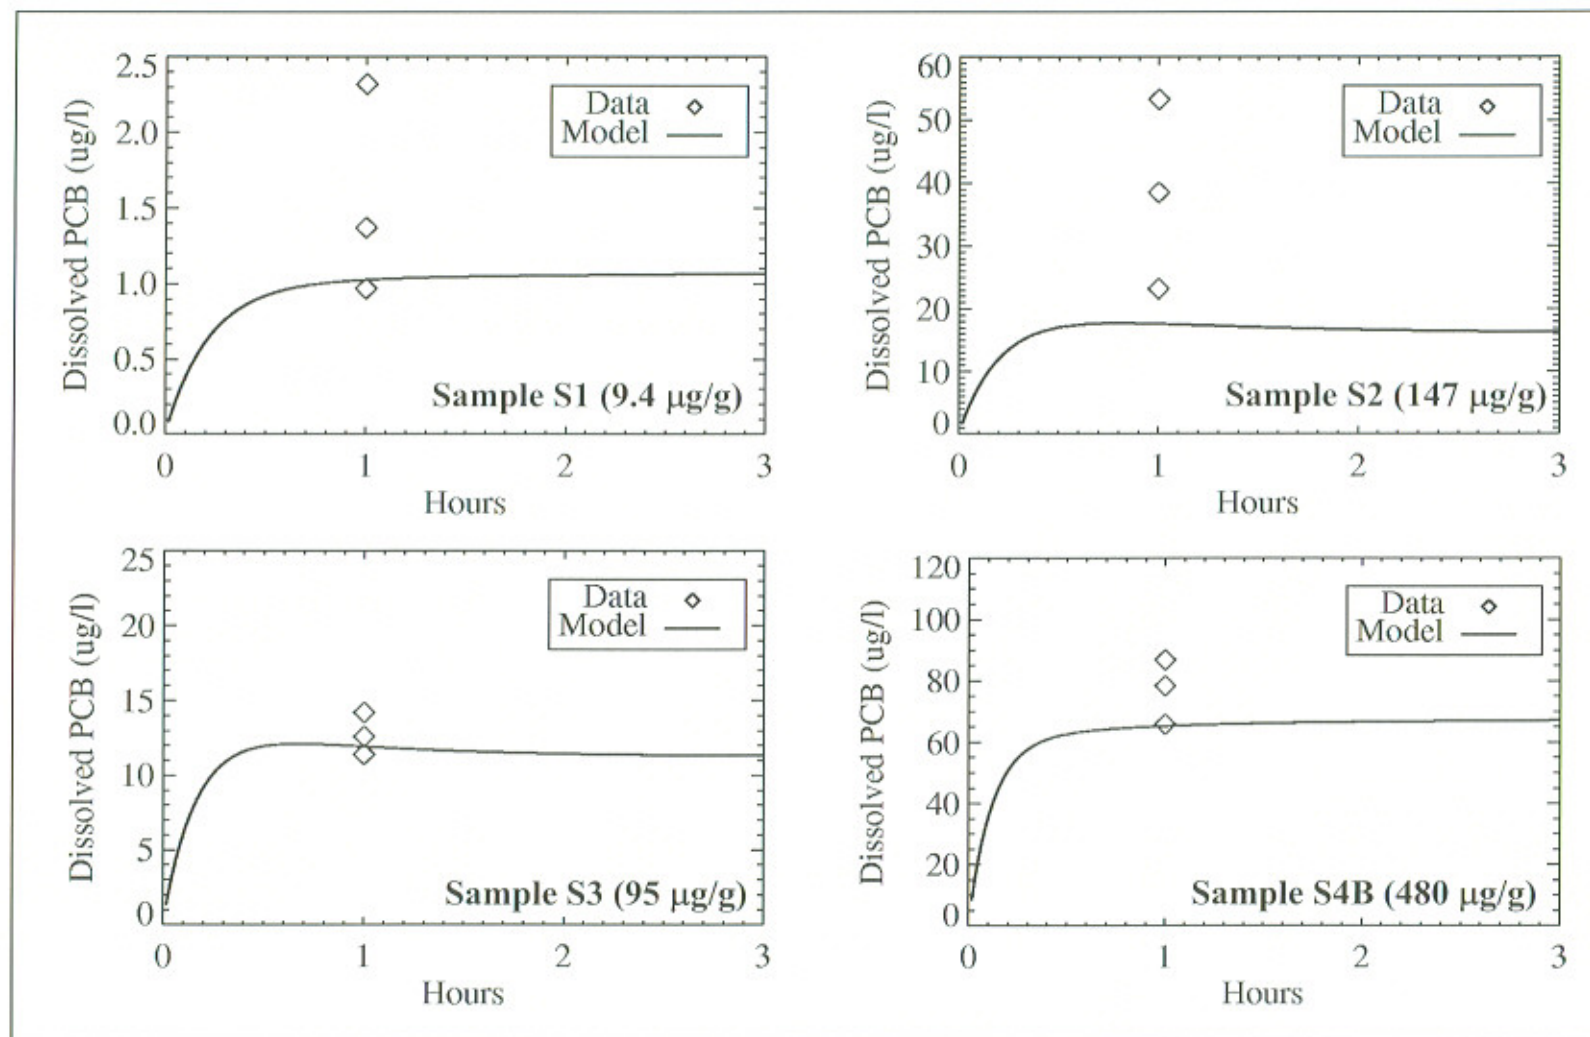 Dissolved PCB (ug/l)
2.5
2.0
1.5
1.0
0.5
0.0
Data
Model
Sample S1 (9.4 μg/g)
0 1 2 3
Hours
Dissolved PCB (ug/l)
60
50
40
30
20
10
0
Data
Model
Sample S2 (147 μg/g)
0 1 2 3
Hours
Dissolved PCB (ug/l)
25
20
15
10
5
0
Data
Model
Sample S3 (95 μg/g)
0 1 2 3
Hours
Dissolved PCB (ug/l)
120
100
80
60
40
20
0
Data
Model
Sample S4B (480 μg/g)
0 1 2 3
Hours